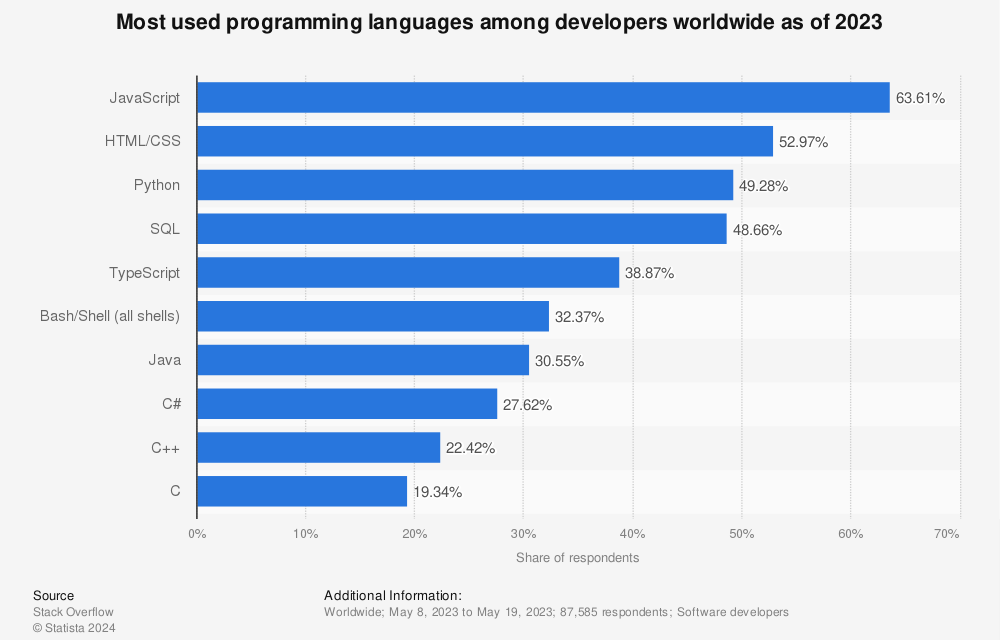 Most used programming languages among developers worldwide as of 2023
JavaScript 63.61%
HTML/CSS 52.97%
Python 49.28%
SQL 48.66%
TypeScript 38.87%
Bash/Shell (all shells) 32.37%
Java 30.55%
C# 27.62%
C++ 22.42%
C 19.34%
0% 10% 20% 30% 40% 50% 60% 70%
Share of respondents
Source
Stack Overflow
© Statista 2024
Additional Information:
Worldwide; May 8, 2023 to May 19, 2023; 87,585 respondents; Software developers